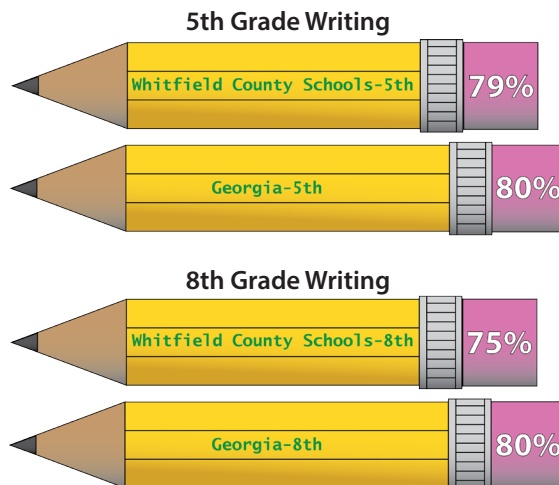 5th Grade Writing
Whitfield County Schools-5th
79%
Georgia-5th
80%
8th Grade Writing
Whitfield County Schools-8th
75%
Georgia-8th
80%